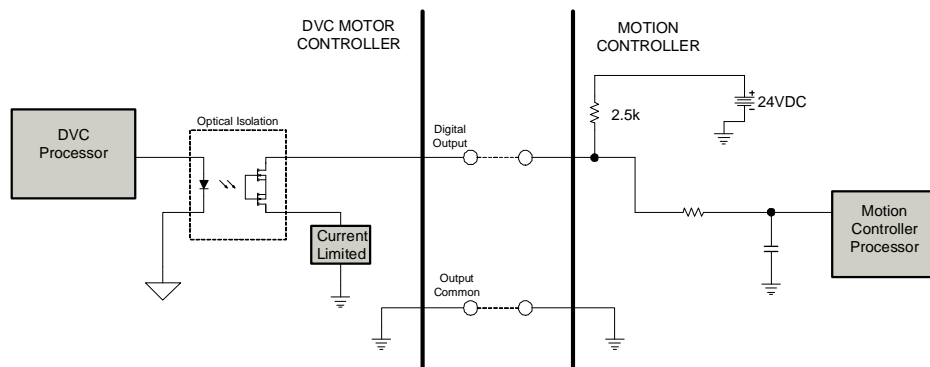 DVC MOTOR
CONTROLLER
MOTION
CONTROLLER
Optical Isolation
DVC
Processor
Digital
Output
2.5k
+
24VDC
−
Current
Limited
Motion
Controller
Processor
Output
Common